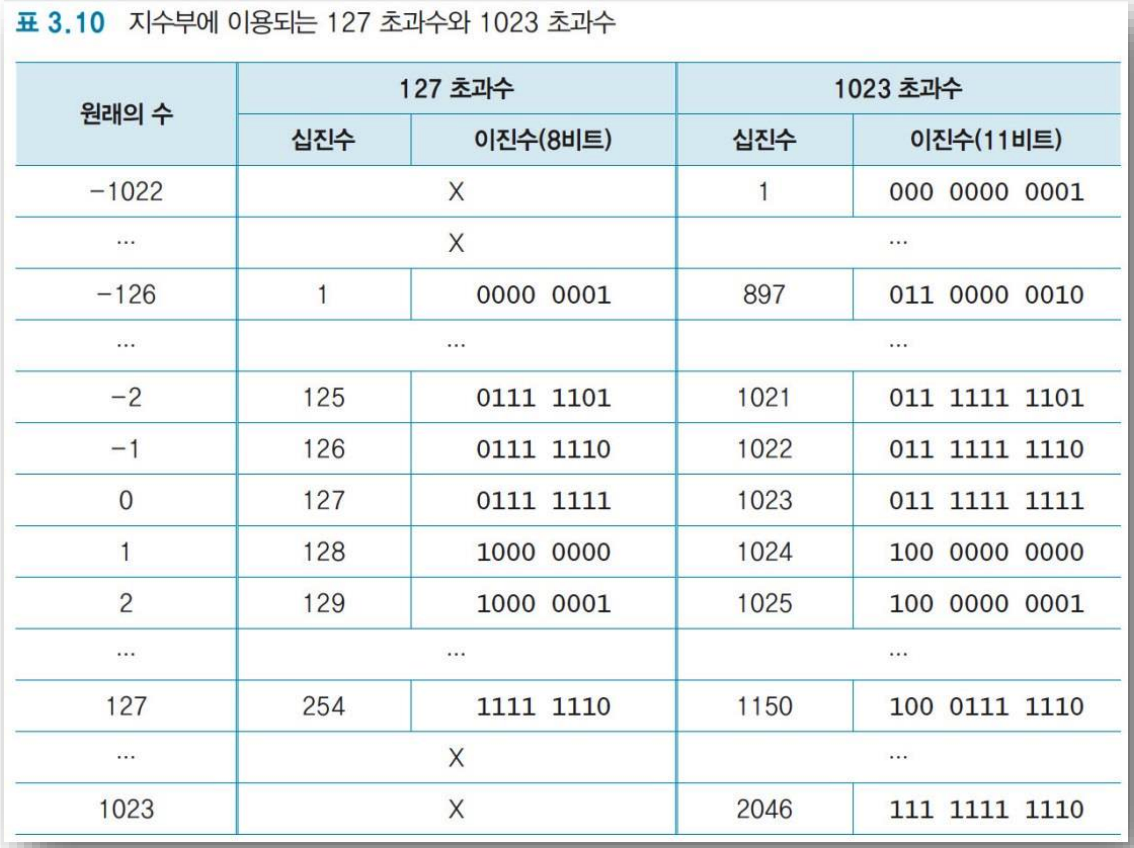 표 3.10 지수부에 이용되는 127 초과수와 1023 초과수
원래의 수 127 초과수 1023 초과수
십진수 이진수(8비트) 십진수 이진수(11비트)
−1022 X 1 000 0000 0001
… X …
−126 1 0000 0001 897 011 0000 0010
… … …
−2 125 0111 1101 1021 011 1111 1101
−1 126 0111 1110 1022 011 1111 1110
0 127 0111 1111 1023 011 1111 1111
1 128 1000 0000 1024 100 0000 0000
2 129 1000 0001 1025 100 0000 0001
… … …
127 254 1111 1110 1150 100 0111 1110
… X …
1023 X 2046 111 1111 1110